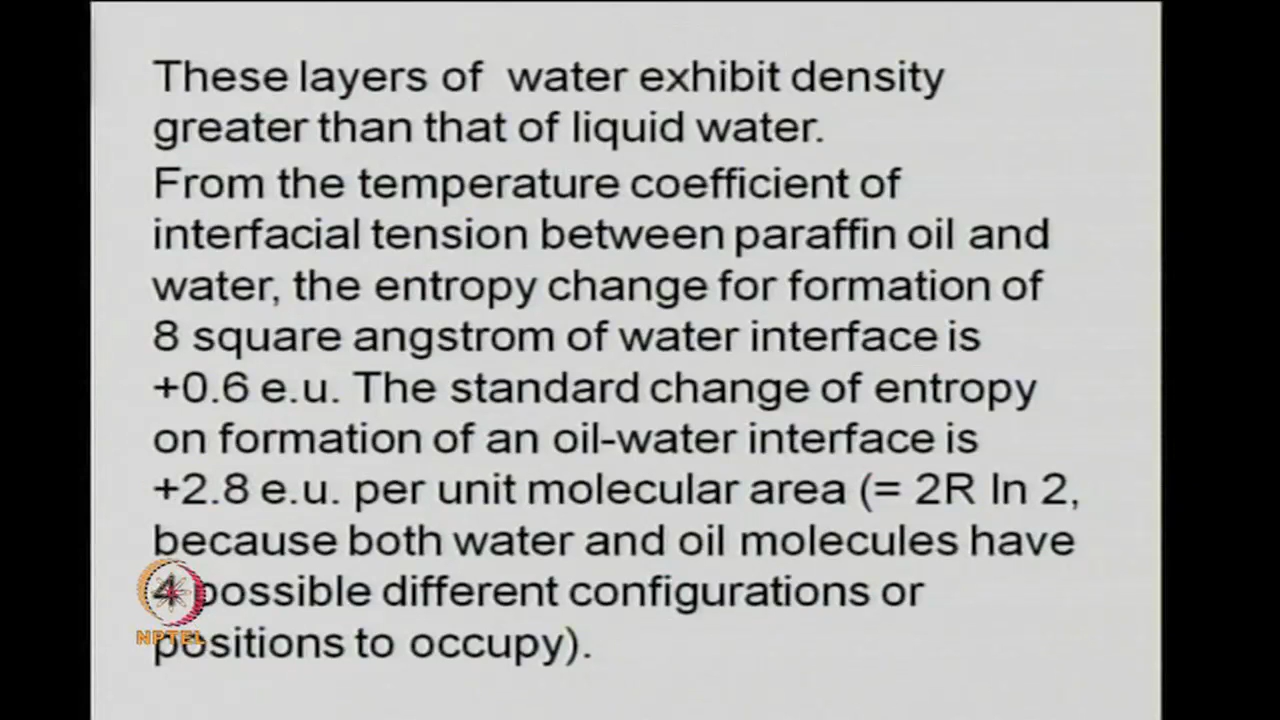 These layers of water exhibit density
greater than that of liquid water.
From the temperature coefficient of
interfacial tension between paraffin oil and
water, the entropy change for formation of
8 square angstrom of water interface is
+0.6 e.u. The standard change of entropy
on formation of an oil-water interface is
+2.8 e.u. per unit molecular area (= 2R ln 2,
because both water and oil molecules have
4 possible different configurations or
positions to occupy).
NPTEL